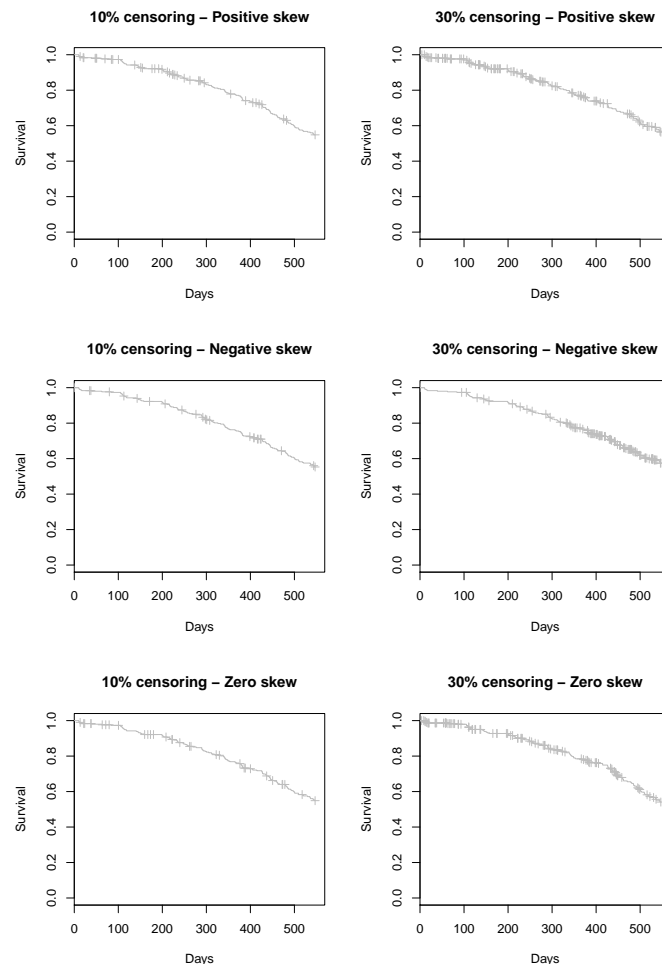 10% censoring – Positive skew
Survival
0.0 0.2 0.4 0.6 0.8 1.0
0 100 200 300 400 500
Days
30% censoring – Positive skew
Survival
0.0 0.2 0.4 0.6 0.8 1.0
0 100 200 300 400 500
Days
10% censoring – Negative skew
Survival
0.0 0.2 0.4 0.6 0.8 1.0
0 100 200 300 400 500
Days
30% censoring – Negative skew
Survival
0.0 0.2 0.4 0.6 0.8 1.0
0 100 200 300 400 500
Days
10% censoring – Zero skew
Survival
0.0 0.2 0.4 0.6 0.8 1.0
0 100 200 300 400 500
Days
30% censoring – Zero skew
Survival
0.0 0.2 0.4 0.6 0.8 1.0
0 100 200 300 400 500
Days